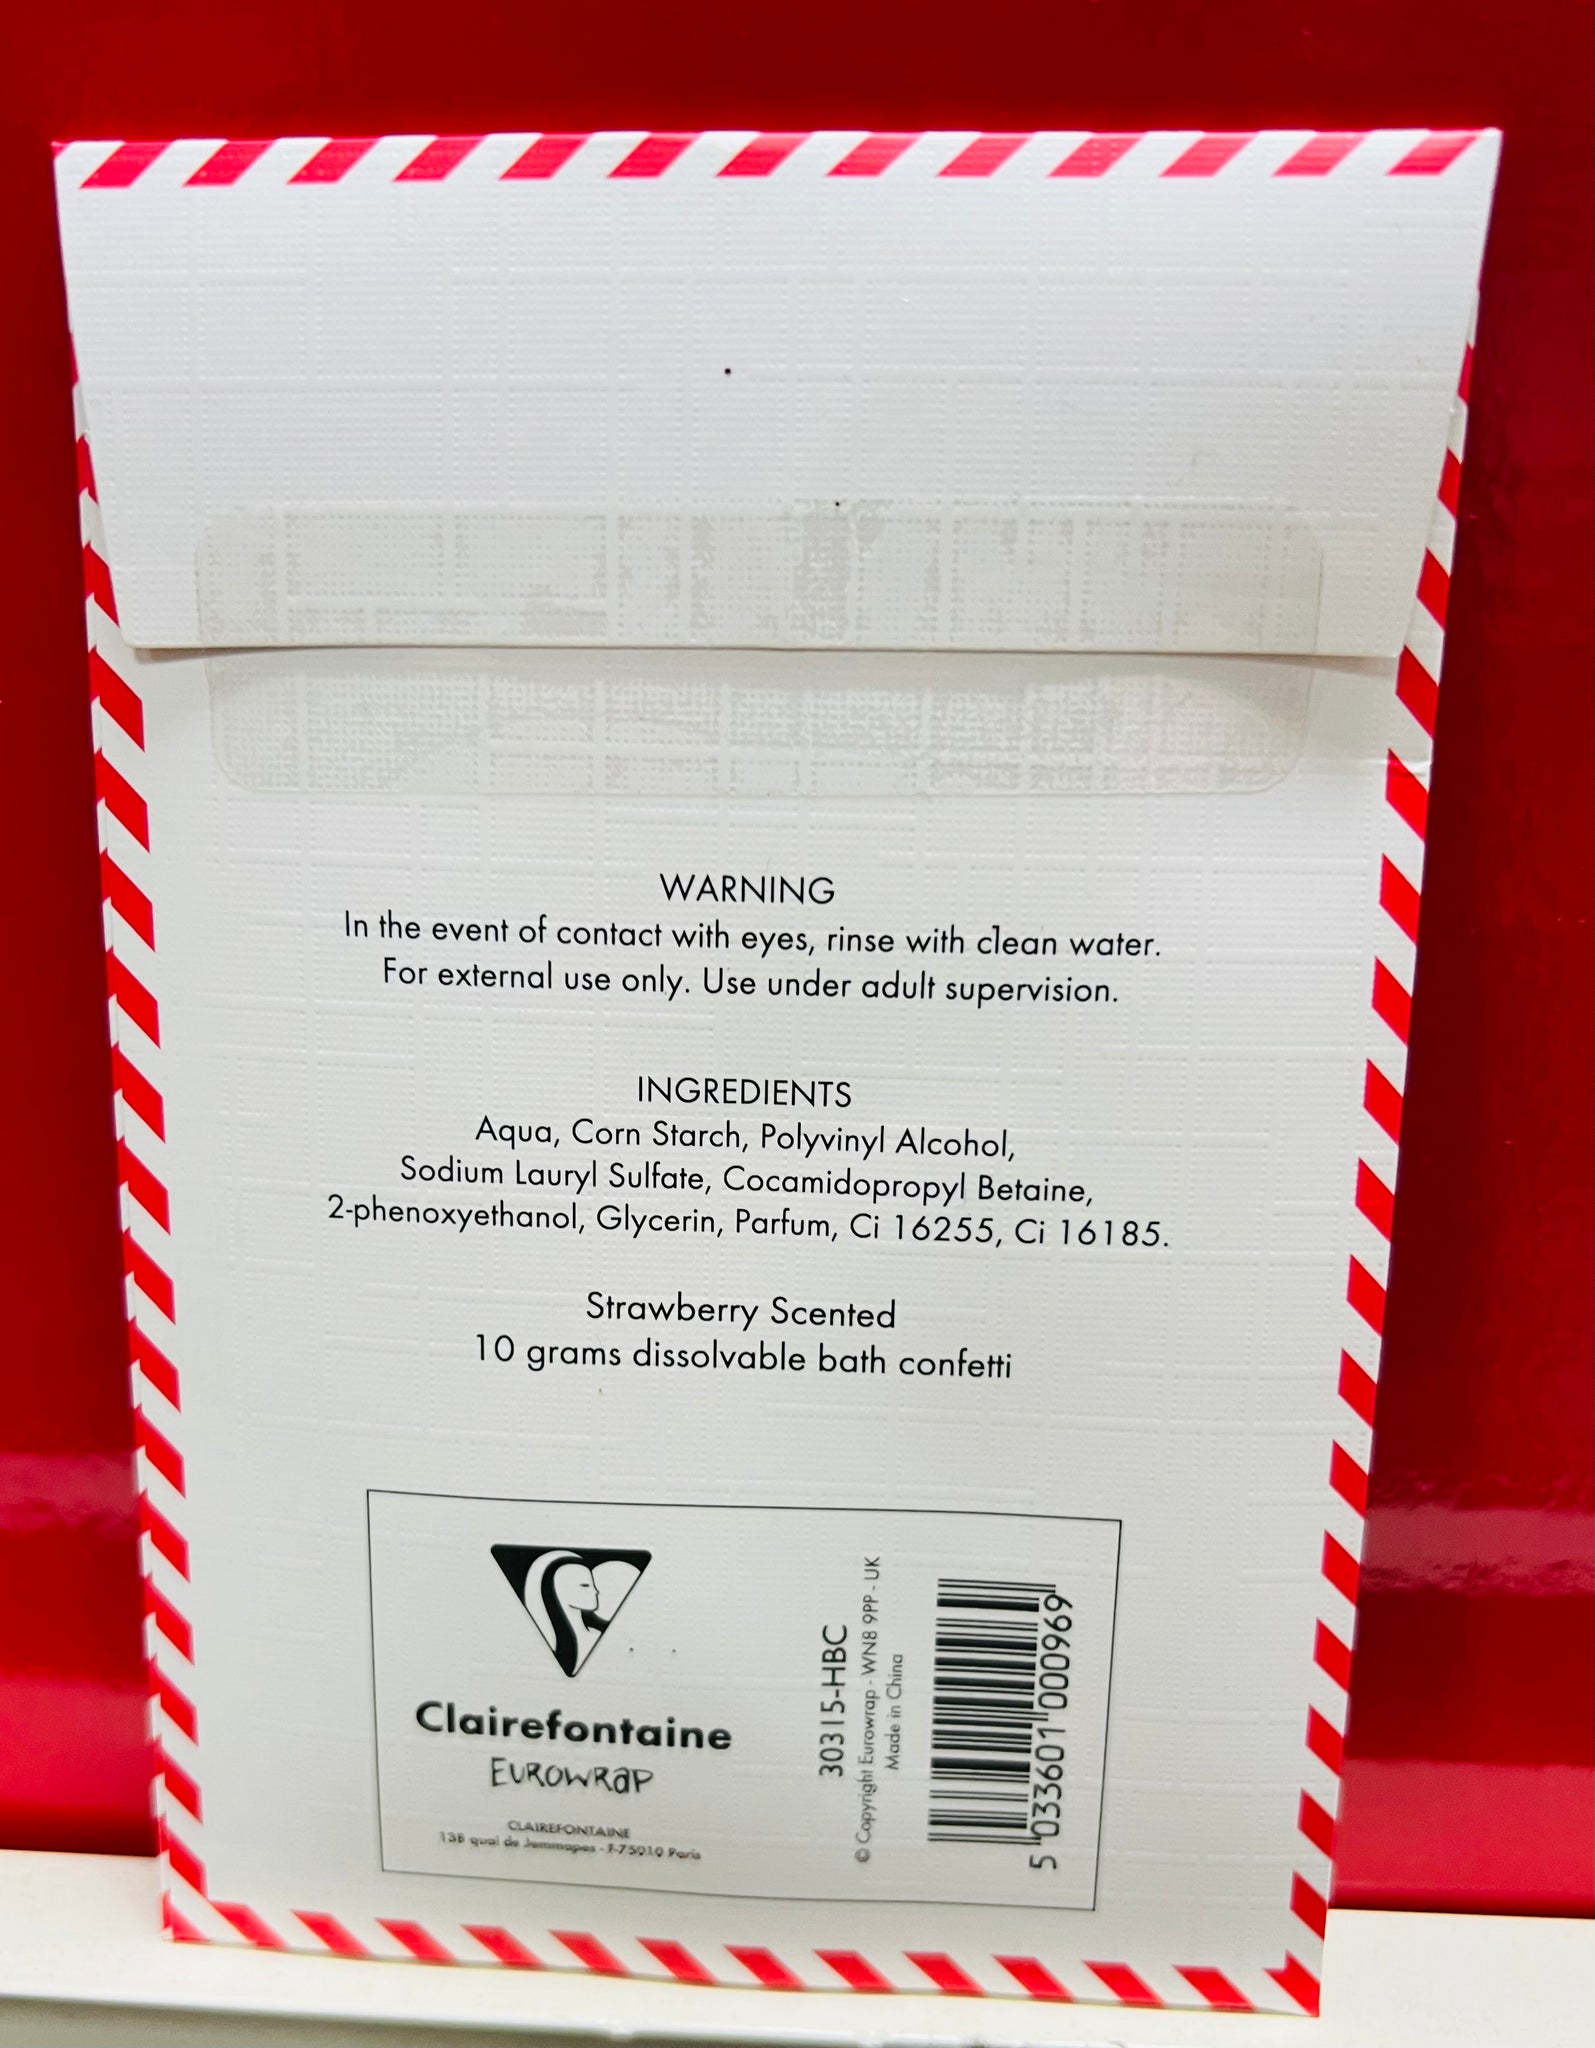 WARNING
In the event of contact with eyes, rinse with clean water.
For external use only. Use under adult supervision.
INGREDIENTS
Aqua, Corn Starch, Polyvinyl Alcohol,
Sodium Lauryl Sulfate, Cocamidopropyl Betaine,
2-phenoxyethanol, Glycerin, Parfum, Ci 16255, Ci 16185.
Strawberry Scented
10 grams dissolvable bath confetti
Clairefontaine
EUROWRAP
CLAIREFONTAINE
138 quai de Jemmapes - F-75010 Paris
30315-HBC
© Copyright Eurowrap - WN8 9PP - UK
Made in China
5 033601 000969